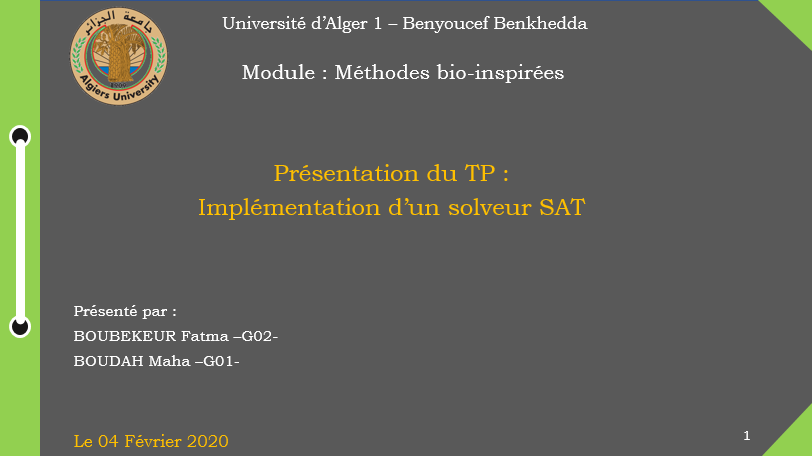 جامعة الجزائر
1909
Algiers University
Université d'Alger 1 – Benyoucef Benkhedda
Module : Méthodes bio-inspirées
Présentation du TP :
Implémentation d'un solveur SAT
Présenté par :
BOUBEKEUR Fatma –G02-
BOUDAH Maha –G01-
Le 04 Février 2020
1